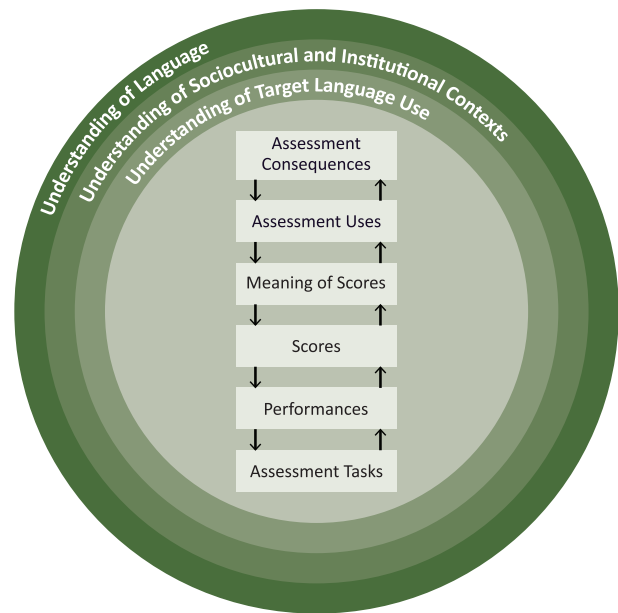 Understanding of Language
Understanding of Sociocultural and Institutional Contexts
Understanding of Target Language Use
Assessment
Consequences
Assessment Uses
Meaning of Scores
Scores
Performances
Assessment Tasks